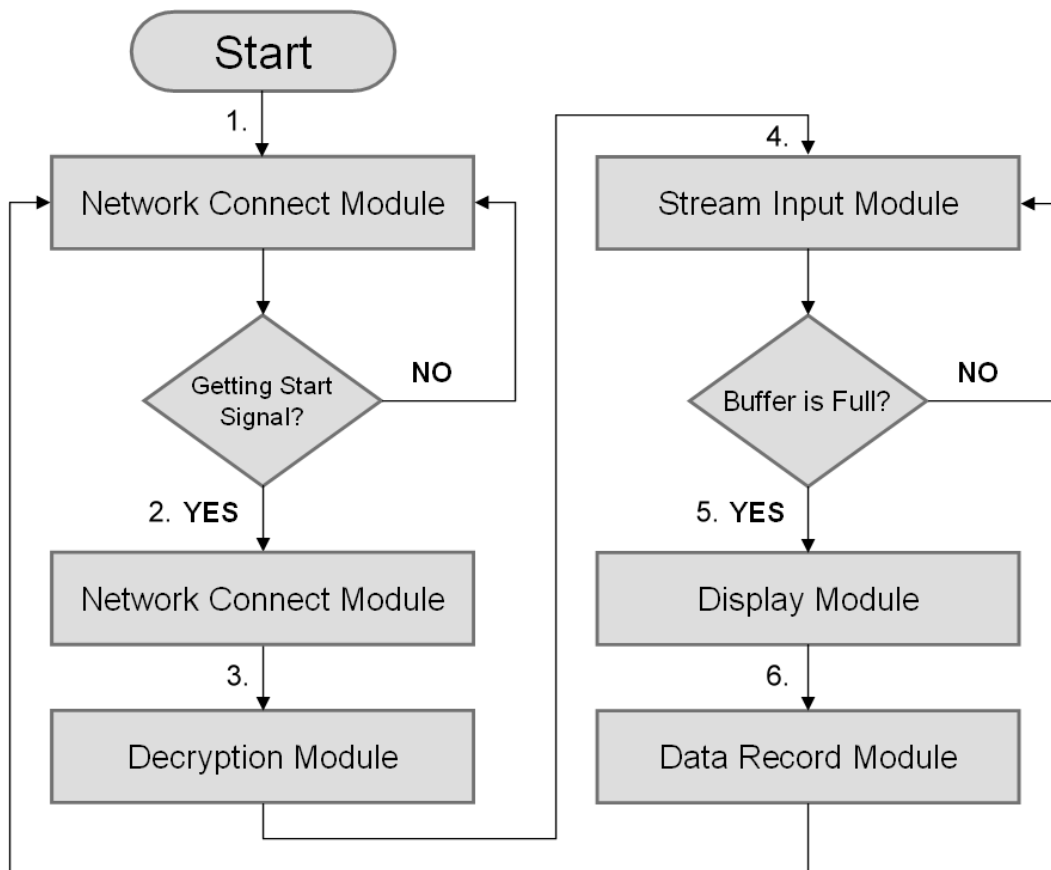 Start
1.
Network Connect Module
Getting Start
Signal?
NO
2. YES
Network Connect Module
3.
Decryption Module
4.
Stream Input Module
Buffer is Full?
NO
5. YES
Display Module
6.
Data Record Module